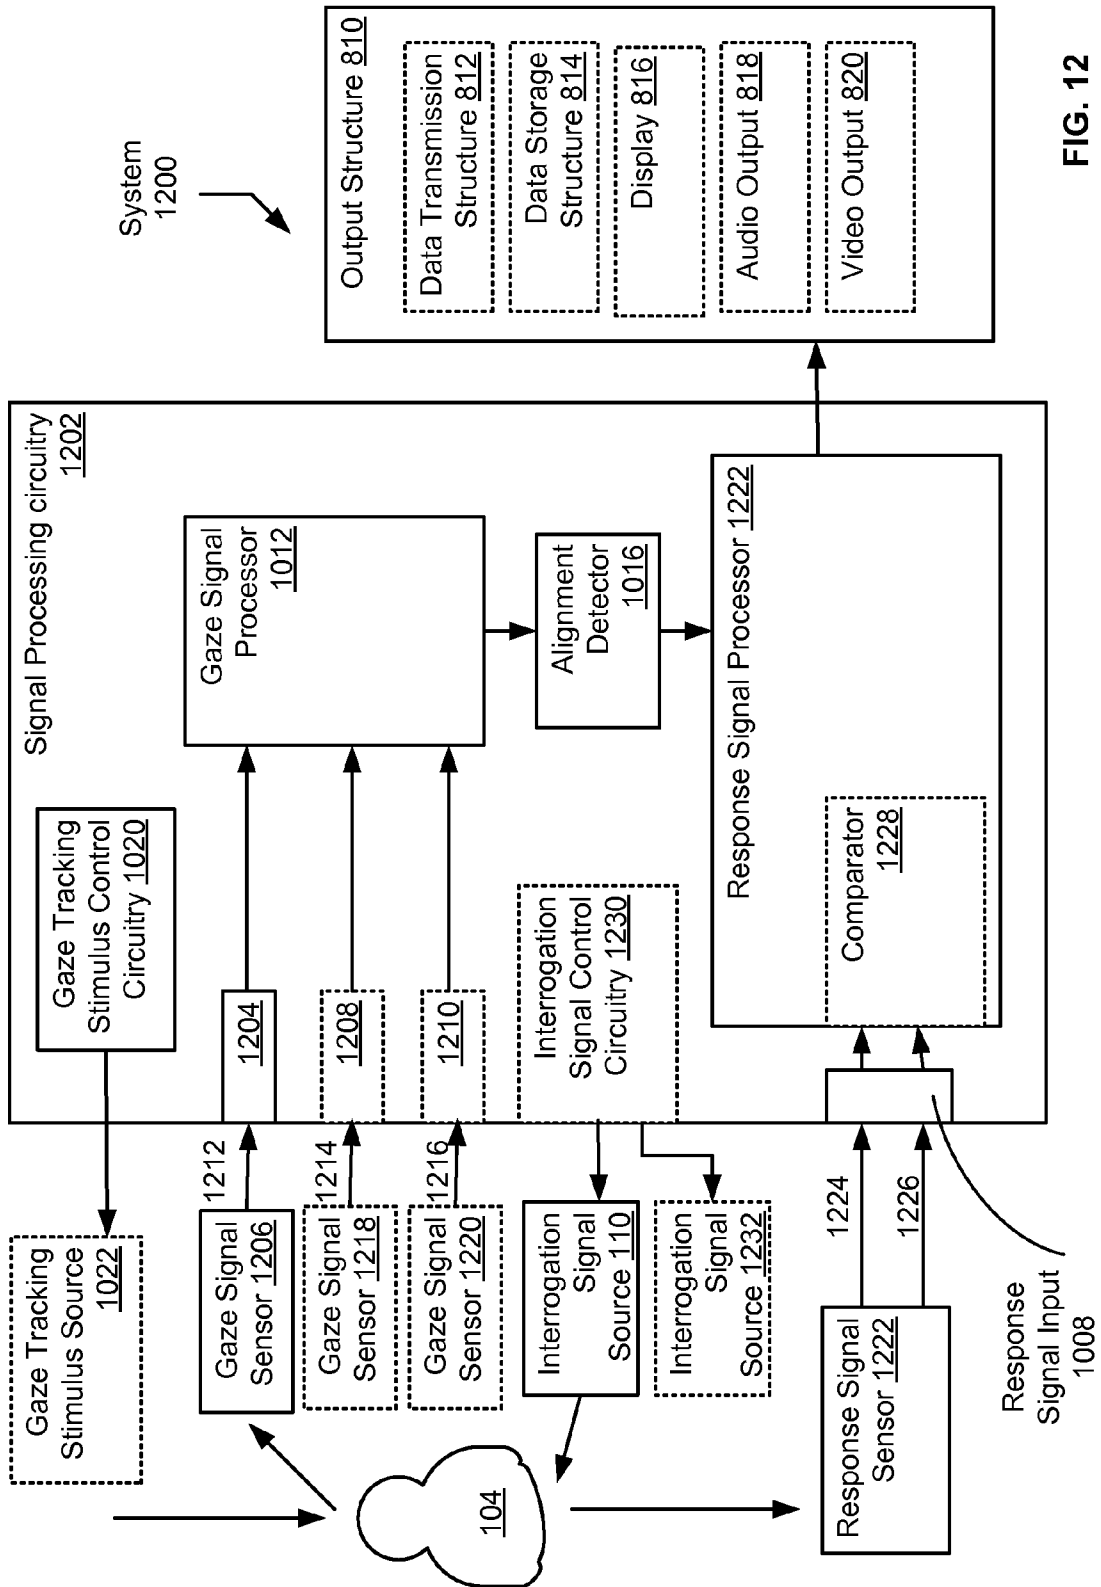 System
1200
Signal Processing circuitry
1202
Gaze Tracking
Stimulus Source
1022
Gaze Tracking
Stimulus Control
Circuitry 1020
Gaze Signal
Sensor 1206
1212
1204
Gaze Signal
Sensor 1218
1214
1208
Gaze Signal
Sensor 1220
1216
1210
Gaze Signal
Processor
1012
104
Interrogation
Signal
Source 110
Interrogation
Signal
Source 1232
Interrogation
Signal Control
Circuitry 1230
Alignment
Detector
1016
Response Signal
Sensor 1222
1224
1226
Response
Signal Input
1008
Response Signal Processor 1222
Comparator
1228
Output Structure 810
Data Transmission
Structure 812
Data Storage
Structure 814
Display 816
Audio Output 818
Video Output 820
FIG. 12